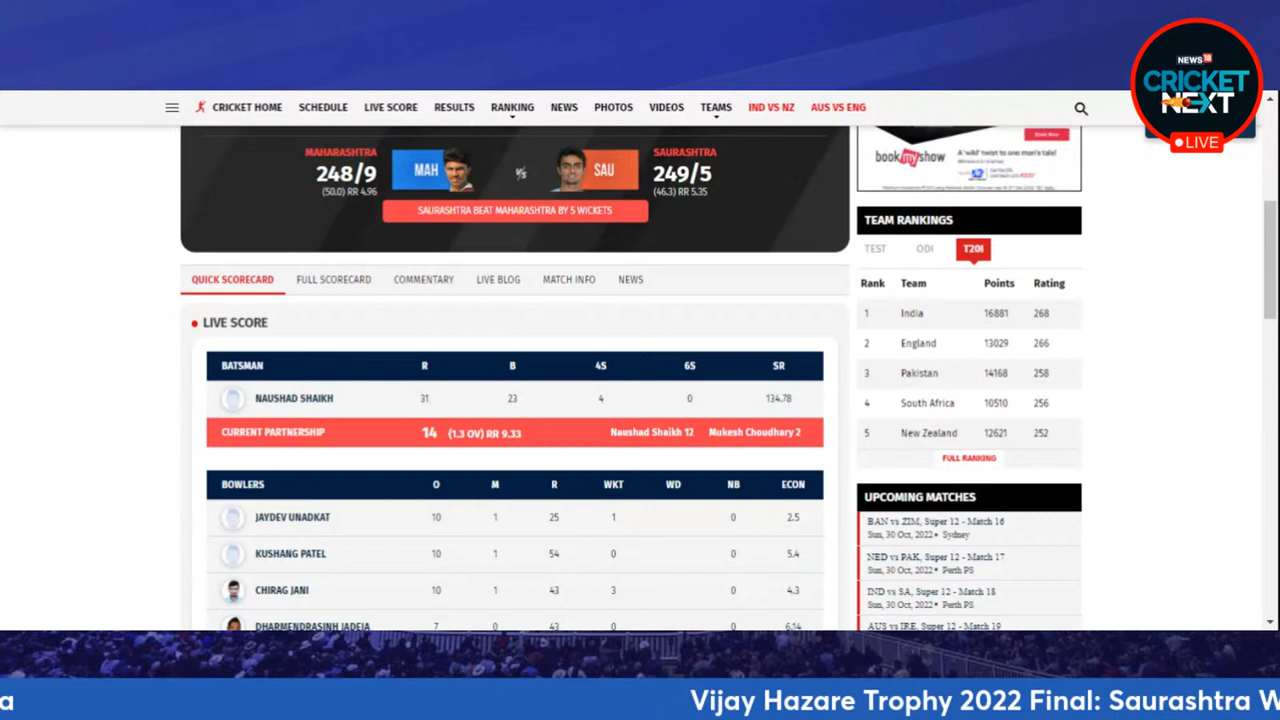 NEWS18
CRICKET
NEXT
LIVE
CRICKET HOME SCHEDULE LIVE SCORE RESULTS RANKING NEWS PHOTOS VIDEOS TEAMS IND VS NZ AUS VS ENG
MAHARASHTRA
248/9
(50.0) RR 4.96
MAH
VS
SAU
SAURASHTRA
249/5
(46.3) RR 5.35
SAURASHTRA BEAT MAHARASHTRA BY 5 WICKETS
Book Now
bookmyshow
A 'wild' twist to one men's tale!
QUICK SCORECARD FULL SCORECARD COMMENTARY LIVE BLOG MATCH INFO NEWS
LIVE SCORE
BATSMAN R B 4S 6S SR
NAUSHAD SHAIKH 31 23 4 0 134.78
CURRENT PARTNERSHIP 14 (1.3 OV) RR 9.33 Naushad Shaikh 12 Mukesh Choudhary 2
BOWLERS O M R WKT WD NB ECON
JAYDEV UNADKAT 10 1 25 1 0 2.5
KUSHANG PATEL 10 1 54 0 0 5.4
CHIRAG JANI 10 1 43 3 0 4.3
DHARMENDRASINH JADEJA 7 0 43 0 0 6.14
TEAM RANKINGS
TEST ODI T20I
Rank Team Points Rating
1 India 16881 268
2 England 13029 266
3 Pakistan 14168 258
4 South Africa 10510 256
5 New Zealand 12621 252
FULL RANKING
UPCOMING MATCHES
BAN vs ZIM, Super 12 - Match 16
Sun, 30 Oct, 2022 • Sydney
NED vs PAK, Super 12 - Match 17
Sun, 30 Oct, 2022 • Perth PS
IND vs SA, Super 12 - Match 18
Sun, 30 Oct, 2022 • Perth PS
AUS vs IRE, Super 12 - Match 19
a Vijay Hazare Trophy 2022 Final: Saurashtra W